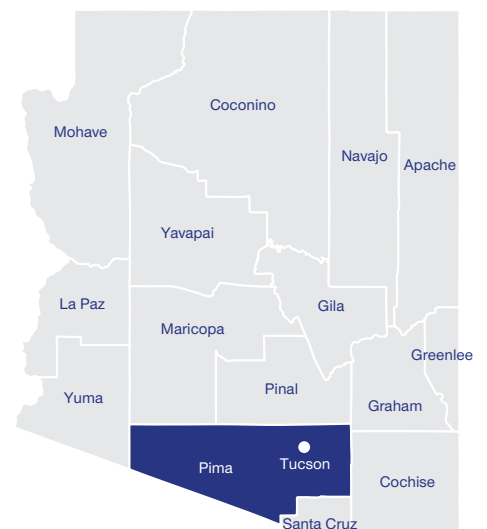 Coconino
Mohave
Navajo
Apache
Yavapai
La Paz
Gila
Maricopa
Greenlee
Pinal
Yuma
Graham
Tucson
Pima
Cochise
Santa Cruz